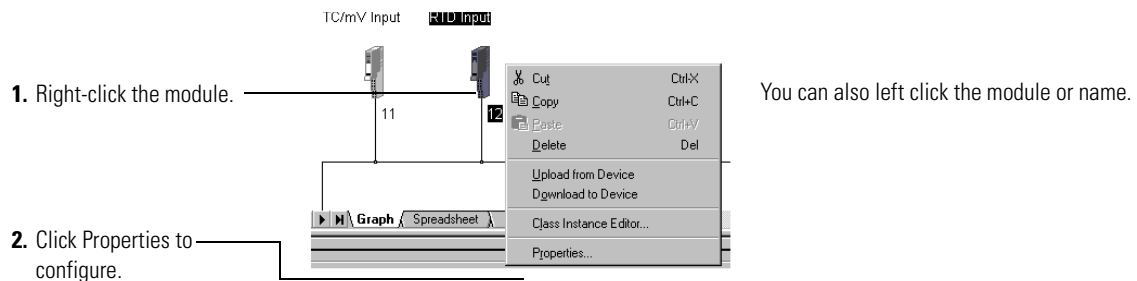 TC/mV Input RTD Input
1. Right-click the module.
11
12
Cut Ctrl+X
Copy Ctrl+C
Paste Ctrl+V
Delete Del
Upload from Device
Download to Device
Class Instance Editor...
Properties...
You can also left click the module or name.
Graph Spreadsheet
2. Click Properties to
configure.